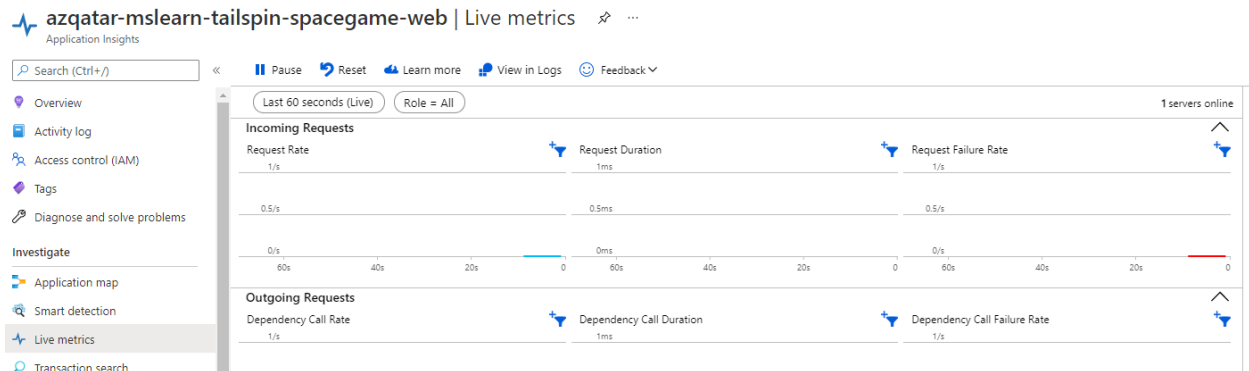 azqatar-mslearn-tailspin-spacegame-web | Live metrics
Application Insights
Search (Ctrl+/)
Overview
Activity log
Access control (IAM)
Tags
Diagnose and solve problems
Investigate
Application map
Smart detection
Live metrics
Transaction search
Pause Reset Learn more View in Logs Feedback
Last 60 seconds (Live) Role = All 1 servers online
Incoming Requests
Request Rate
1/s
0.5/s
0/s
60s 40s 20s 0
Request Duration
1ms
0.5ms
0ms
60s 40s 20s 0
Request Failure Rate
1/s
0.5/s
0/s
60s 40s 20s 0
Outgoing Requests
Dependency Call Rate
1/s
Dependency Call Duration
1ms
Dependency Call Failure Rate
1/s